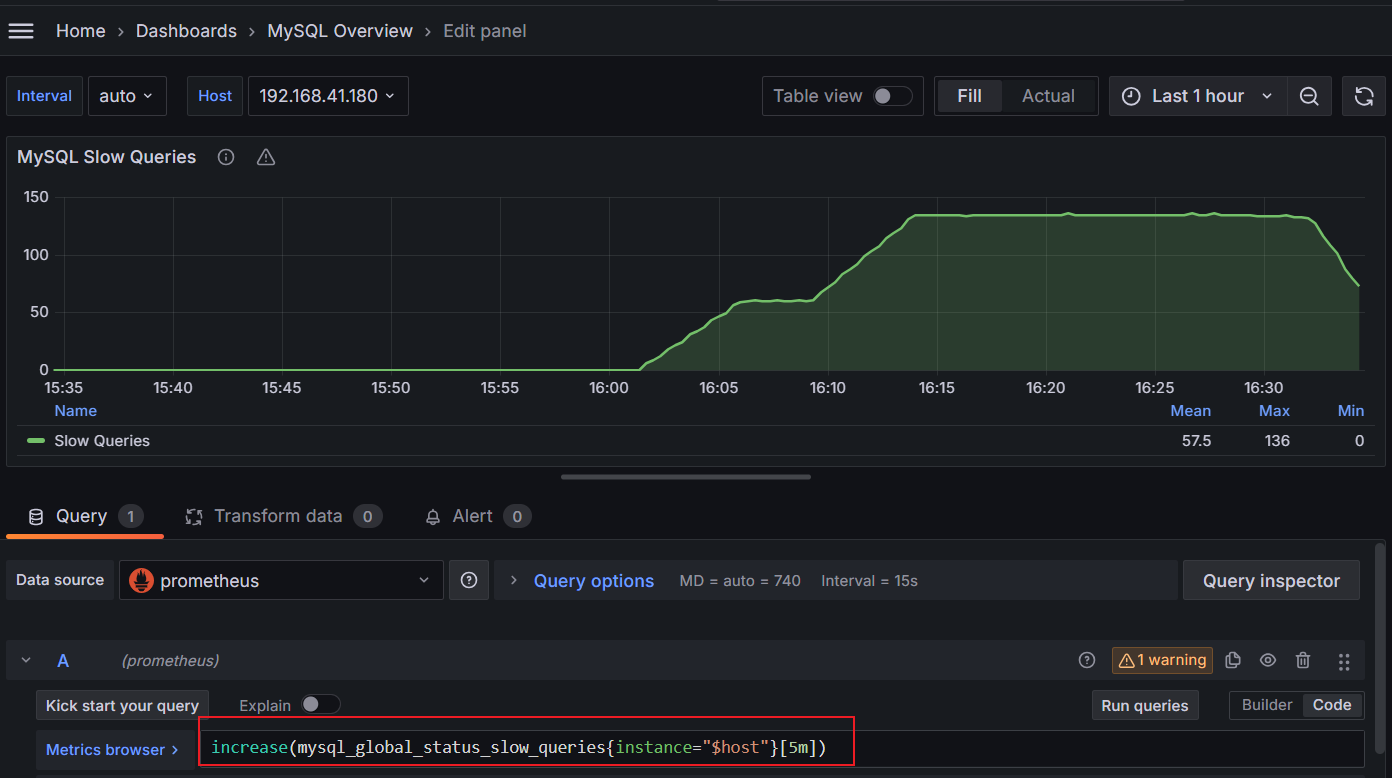 Home › Dashboards › MySQL Overview › Edit panel
Interval auto Host 192.168.41.180 Table view Fill Actual Last 1 hour
MySQL Slow Queries
150
100
50
0
15:35 15:40 15:45 15:50 15:55 16:00 16:05 16:10 16:15 16:20 16:25 16:30
Name Mean Max Min
Slow Queries 57.5 136 0
Query 1 Transform data 0 Alert 0
Data source prometheus Query options MD = auto = 740 Interval = 15s Query inspector
A (prometheus) 1 warning
Kick start your query Explain Run queries Builder Code
Metrics browser > increase(mysql_global_status_slow_queries{instance="$host"}[5m])